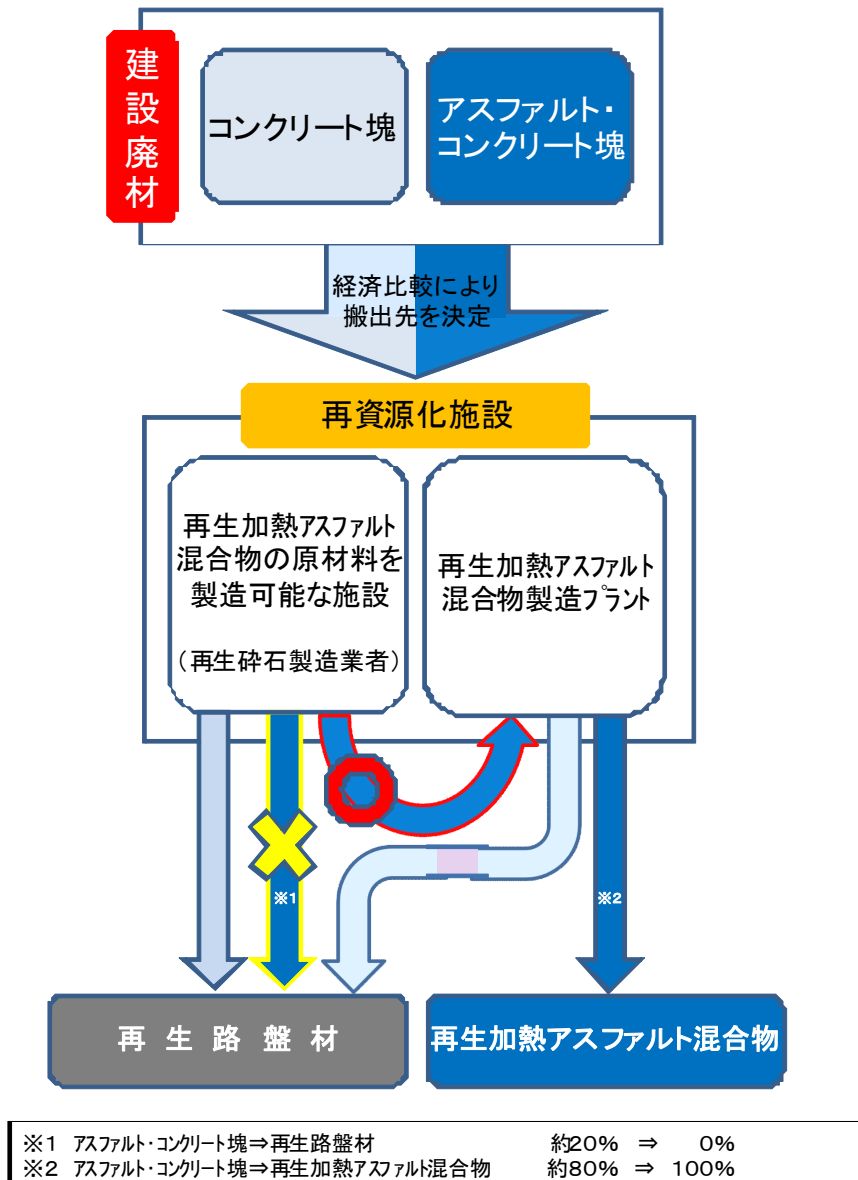 建設廃材
コンクリート塊
アスファルト・
コンクリート塊
経済比較により
搬出先を決定
再資源化施設
再生加熱アスファルト
混合物の原材料を
製造可能な施設
（再生砕石製造業者）
再生加熱アスファルト
混合物製造プラント
※1
※2
再生路盤材
再生加熱アスファルト混合物
※1 アスファルト・コンクリート塊⇒再生路盤材 約20% ⇒ 0%
※2 アスファルト・コンクリート塊⇒再生加熱アスファルト混合物 約80% ⇒ 100%